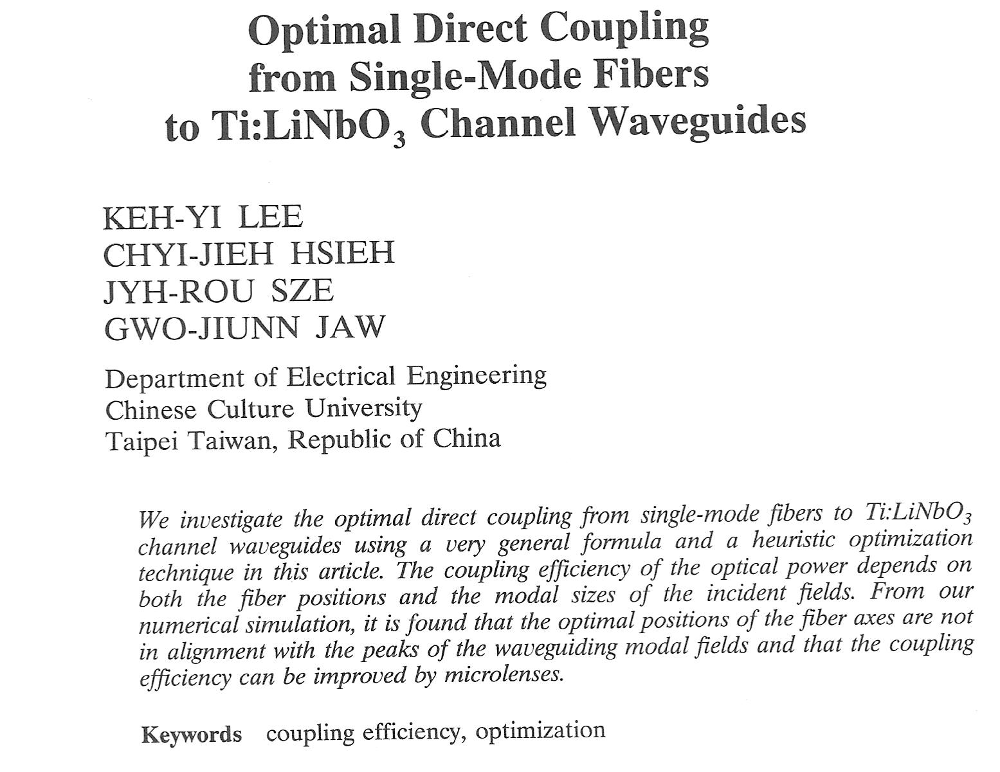 Optimal Direct Coupling
from Single-Mode Fibers
to Ti:LiNbO₃ Channel Waveguides
KEH-YI LEE
CHYI-JIEH HSIEH
JYH-ROU SZE
GWO-JIUNN JAW
Department of Electrical Engineering
Chinese Culture University
Taipei Taiwan, Republic of China
We investigate the optimal direct coupling from single-mode fibers to Ti:LiNbO₃
channel waveguides using a very general formula and a heuristic optimization
technique in this article. The coupling efficiency of the optical power depends on
both the fiber positions and the modal sizes of the incident fields. From our
numerical simulation, it is found that the optimal positions of the fiber axes are not
in alignment with the peaks of the waveguiding modal fields and that the coupling
efficiency can be improved by microlenses.
Keywords coupling efficiency, optimization